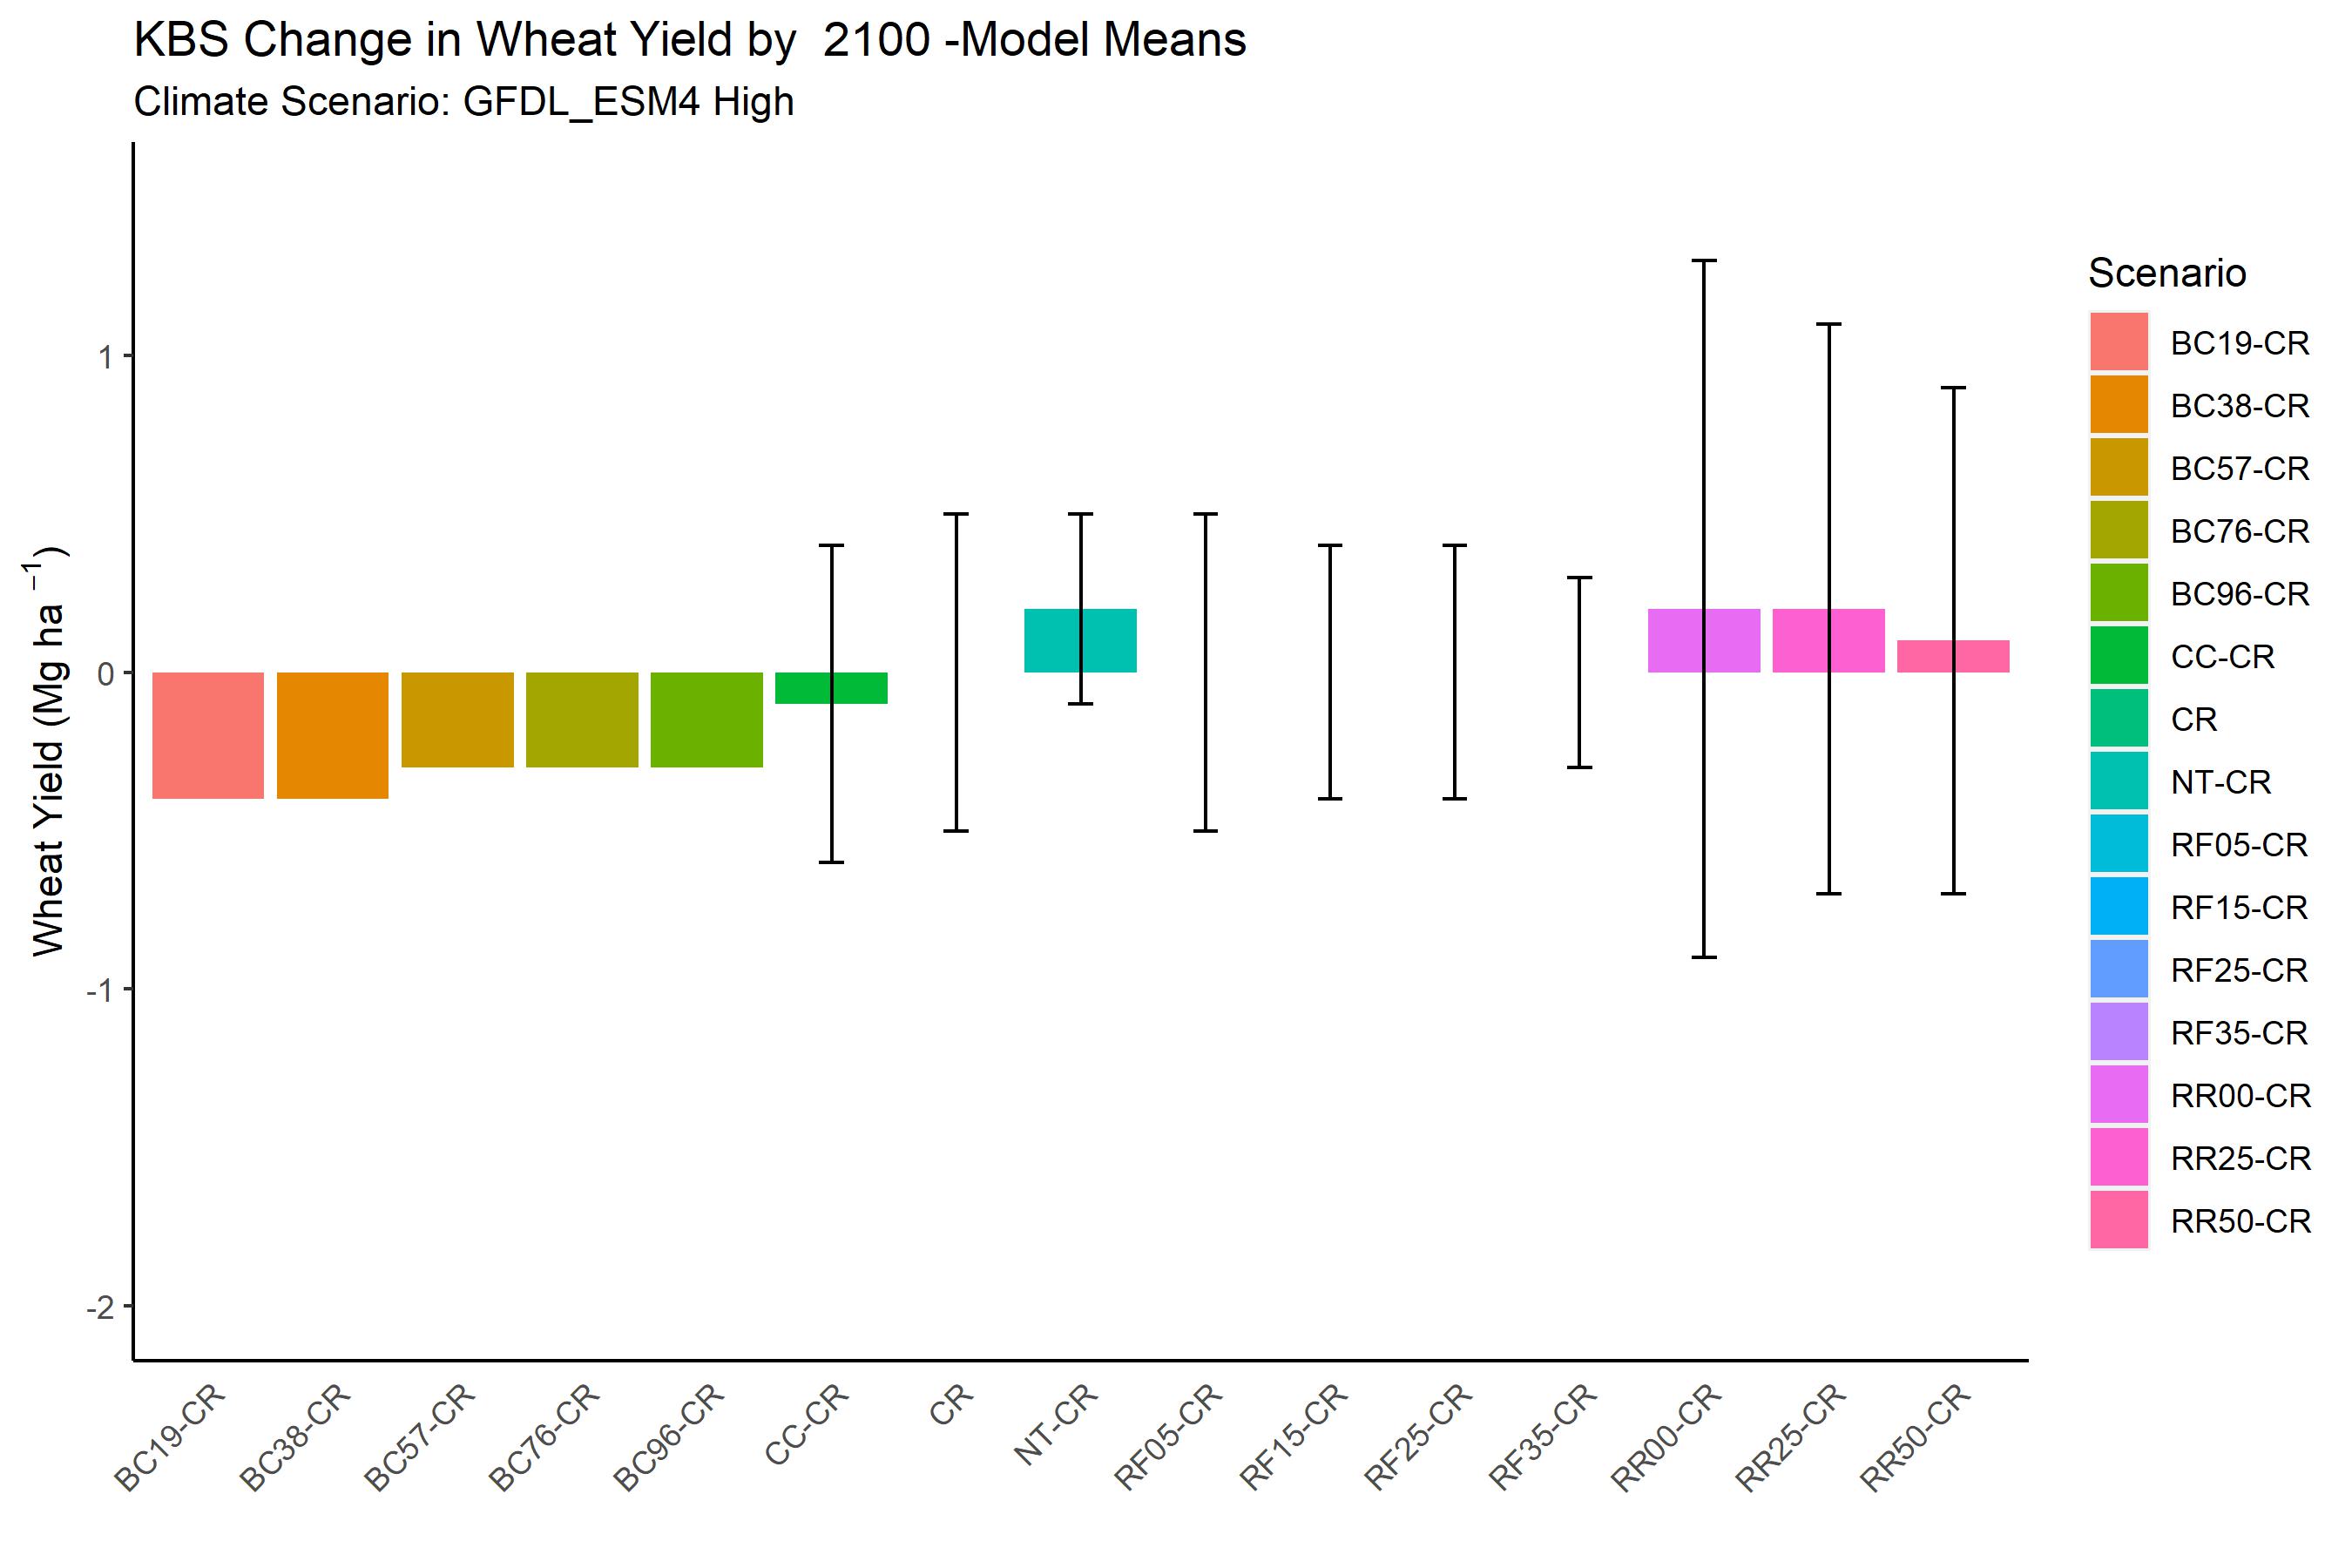 KBS Change in Wheat Yield by  2100 -Model Means
Climate Scenario: GFDL_ESM4 High
Wheat Yield (Mg ha ⁻¹)
1
0
-1
-2
BC19-CR
BC38-CR
BC57-CR
BC76-CR
BC96-CR
CC-CR
CR
NT-CR
RF05-CR
RF15-CR
RF25-CR
RF35-CR
RR00-CR
RR25-CR
RR50-CR
Scenario
BC19-CR
BC38-CR
BC57-CR
BC76-CR
BC96-CR
CC-CR
CR
NT-CR
RF05-CR
RF15-CR
RF25-CR
RF35-CR
RR00-CR
RR25-CR
RR50-CR